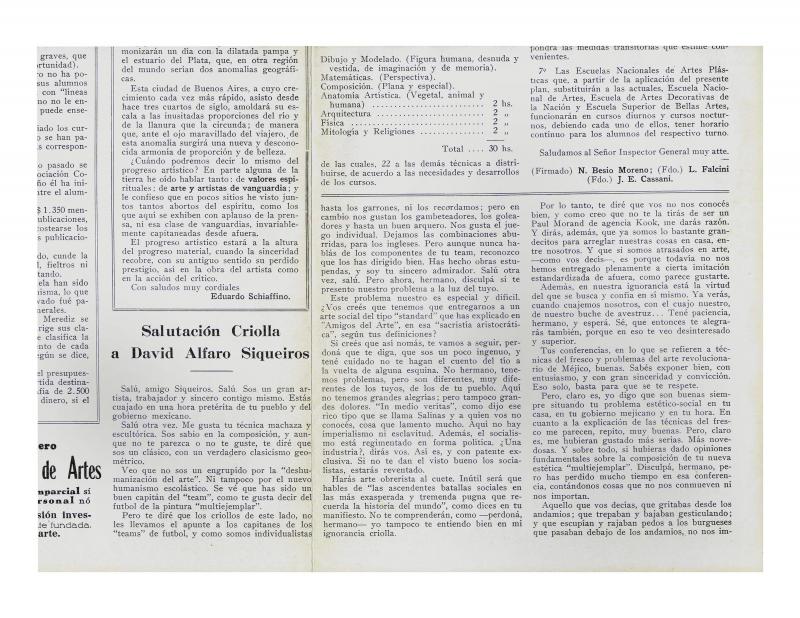 graves, que
ortunidad).
ro no ha po-
sus alumnos
con "lineas
mo no le en-
puede ense-
iado los cur-
o se han pa-
s correspon-
pasado se
ociación Co-
ño él ha ini-
ntre el alum-
$ 1.350 men-
ublicaciones,
costearse los
s publicacio-
do, cunde la
l, fieltros ni
tando.
ela han sido
nismo, lo que
vado fué pa-
nerales.
Merediz se
rige sus cla-
e clasifica la
nto de cada
egún se dice,
el presupues-
rtida destina-
fia de 2.500
dinero, si el
ero
de Artes
mparcial si
ersonal nó
sión inves-
ue fundada.
arte.
monizarán un día con la dilatada pampa y
el estuario del Plata, que, en otra región
del mundo serían dos anomalías geográfi-
cas.
Esta ciudad de Buenos Aires, a cuyo cre-
cimiento cada vez más rápido, asisto desde
hace tres cuartos de siglo, amoldará su es-
cala a las inusitadas proporciones del río y
de la llanura que la circunda; de manera
que, ante el ojo maravillado del viajero, de
esta anomalía surgirá una nueva y descono-
cida armonía de proporción y de belleza.
¿Cuándo podremos decir lo mismo del
progreso artístico? En parte alguna de la
tierra he oído hablar tanto: de valores espi-
rituales; de arte y artistas de vanguardia; y
le confieso que en pocos sitios he visto jun-
tos tantos abortos del espíritu, como los
que aquí se exhiben con aplauso de la pren-
sa, ni esa clase de vanguardias, invariable-
mente capitaneadas desde afuera.
El progreso artístico estará a la altura
del progreso material, cuando la sinceridad
recobre, con su antiguo sentido su perdido
prestigio, así en la obra del artista como
en la acción del crítico.
Con saludos muy cordiales
Eduardo Schiaffino.
Salutación Criolla
a David Alfaro Siqueiros
Salú, amigo Siqueiros. Salú. Sos un gran ar-
tista, trabajador y sincero contigo mismo. Estás
cuajado en una hora pretérita de tu pueblo y del
gobierno mexicano.
Salú otra vez. Me gusta tu técnica machaza y
escultórica. Sos sabio en la composición, y aun-
que no te parezca o no te guste, te diré que
sos un clásico, con un verdadero clasicismo geo-
métrico.
Veo que no sos un engrupido por la "deshu-
manización del arte". Ni tampoco por el nuevo
humanismo escolástico. Se vé que has sido un
buen capitán del "team", como te gusta decir del
futbol de la pintura "multiejemplar".
Pero te diré que los criollos de este lado, no
les llevamos el apunte a los capitanes de los
"teams" de futbol, y como somos individualistas
Dibujo y Modelado. (Figura humana, desnuda y
vestida, de imaginación y de memoria).
Matemáticas. (Perspectiva).
Composición. (Plana y especial).
Anatomía Artística. (Vegetal, animal y
humana) ........................ 2 hs.
Arquitectura ........................ 2 „
Física ........................ 2 „
Mitología y Religiones ............... 2 „
Total .... 30 hs.
de las cuales, 22 a las demás técnicas a distri-
buirse, de acuerdo a las necesidades y desarrollos
de los cursos.
pondrá las medidas transitorias que estime con-
venientes.
7º Las Escuelas Nacionales de Artes Plás-
ticas que, a partir de la aplicación del presente
plan, substituirán a las actuales, Escuela Nacio-
nal de Artes, Escuela de Artes Decorativas de
la Nación y Escuela Superior de Bellas Artes,
funcionarán en cursos diurnos y cursos noctur-
nos, debiendo cada uno de ellos, tener horario
continuo para los alumnos del respectivo turno.
Saludamos al Señor Inspector General muy atte.
(Firmado) N. Besio Moreno; (Fdo.) L. Falcini
(Fdo.) J. E. Cassani.
hasta los garrones, ni los recordamos; pero en
cambio nos gustan los gambeteadores, los golea-
dores y hasta un buen arquero. Nos gusta el jue-
go individual. Dejamos las combinaciones abu-
rridas, para los ingleses. Pero aunque nunca ha-
blás de los componentes de tu team, reconozco
que los has dirigido bien. Has hecho obras estu-
pendas, y soy tu sincero admirador. Salú otra
vez, salú. Pero ahora, hermano, disculpá si te
presento nuestro problema a la luz del tuyo.
Este problema nuestro es especial y dificil.
¿Vos creés que tenemos que entregarnos a un
arte social del tipo "standard" que has explicado en
"Amigos del Arte", en esa "sacristía aristocráti-
ca", según tus definiciones?
Si creés que así nomás, te vamos a seguir, per-
doná que te diga, que sos un poco ingenuo, y
tené cuidado no te hagan el cuento del tío a
la vuelta de alguna esquina. No hermano, tene-
mos problemas, pero son diferentes, muy dife-
rentes de los tuyos, de los de tu pueblo. Aquí
no tenemos grandes alegrías; pero tampoco gran-
des dolores. "In medio veritas", como dijo ese
rico tipo que se llama Salinas y a quien vos no
conocés, cosa que lamento mucho. Aquí no hay
imperialismo ni esclavitud. Además, el socialis-
mo está regimentado en forma política. ¿Una
industria?, dirás vos. Así es, y con patente ex-
clusiva. Si no te dan el visto bueno los socia-
listas, estarás reventado.
Harás arte obrerista al cuete. Inútil será que
hables de "las ascendentes batallas sociales en
las más exasperada y tremenda pugna que re-
cuerda la historia del mundo", como dices en tu
manifiesto. No te comprenderán, como —perdoná,
hermano— yo tampoco te entiendo bien en mi
ignorancia criolla.
Por lo tanto, te diré que vos no nos conocés
bien, y como creo que no te la tirás de ser un
Paul Morand de agencia Kook, me darás razón.
Y dirás, además, que ya somos lo bastante gran-
decitos para arreglar nuestras cosas en casa, en-
tre nosotros. Y que si somos atrasados en arte,
—como vos decís—, es porque todavía no nos
hemos entregado plenamente a cierta imitación
estandardizada de afuera, como parece gustarte.
Además, en nuestra ignorancia está la virtud
del que se busca y confía en si mismo. Ya verás,
cuando cuajemos nosotros, con el cuajo nuestro,
de nuestro buche de avestruz... Tené paciencia,
hermano, y esperá. Sé, que entonces te alegra-
rás también, porque en eso te veo desinteresado
y superior.
Tus conferencias, en lo que se refieren a téc-
nicas del fresco y problemas del arte revoluciona-
rio de Méjico, buenas. Sabés exponer bien, con
entusiasmo, y con gran sinceridad y convicción.
Eso solo, basta para que se te respete.
Pero, claro es, yo digo que son buenas siem-
pre situando tu problema estético-social en tu
casa, en tu gobierno mejicano y en tu hora. En
cuanto a la explicación de las técnicas del fres-
co me parecen, repito, muy buenas. Pero, claro
es, me hubieran gustado más serias. Más nove-
dosas. Y sobre todo, si hubieras dado opiniones
fundamentales sobre la composición de tu nueva
estética "multiejemplar". Disculpá, hermano, pe-
ro has perdido mucho tiempo en esa conferen-
cia, contándonos cosas que no nos conmueven ni
nos importan.
Aquello que vos decías, que gritabas desde los
andamios; que trepaban y bajaban gesticulando;
y que escupían y rajaban pedos a los burgueses
que pasaban debajo de los andamios, no nos im-